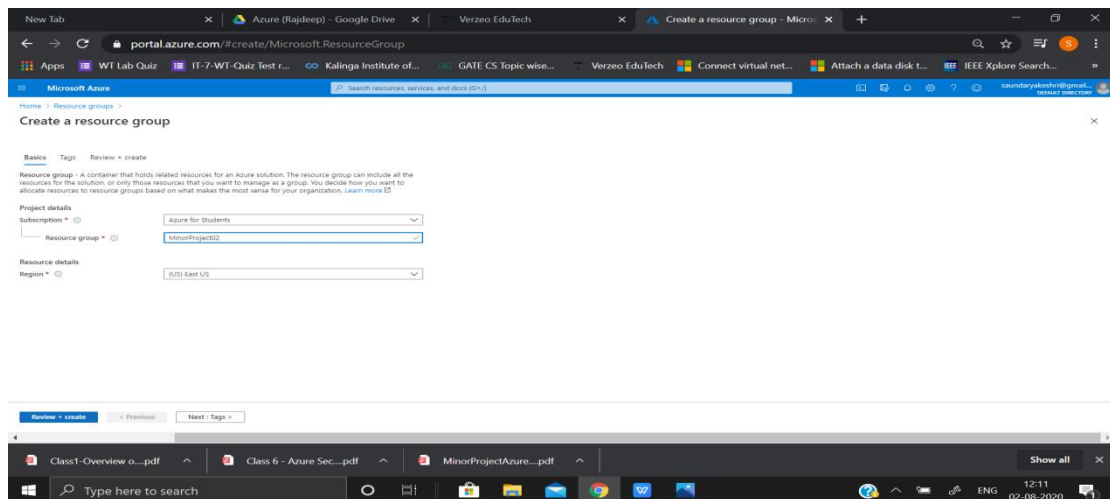 New Tab
Azure (Rajdeep) - Google Drive
Verzeo EduTech
Create a resource group - Micro
portal.azure.com/#create/Microsoft.ResourceGroup
Apps
WT Lab Quiz
IT-7-WT-Quiz Test r...
Kalinga Institute of...
GATE CS Topic wise...
Verzeo EduTech
Connect virtual net...
Attach a data disk t...
IEEE Xplore Search...
Microsoft Azure
Search resources, services, and docs (G+/)
saundaryakeshri@gmail...
DEFAULT DIRECTORY
Home > Resource groups >
Create a resource group
Basics Tags Review + create
Resource group - A container that holds related resources for an Azure solution. The resource group can include all the
resources for the solution, or only those resources that you want to manage as a group. You decide how you want to
allocate resources to resource groups based on what makes the most sense for your organization. Learn more
Project details
Subscription *
Azure for Students
Resource group *
MinorProject02
Resource details
Region *
(US) East US
Review + create
< Previous
Next : Tags >
Class1-Overview o....pdf
Class 6 - Azure Sec....pdf
MinorProjectAzure....pdf
Show all
Type here to search
ENG
12:11
02-08-2020